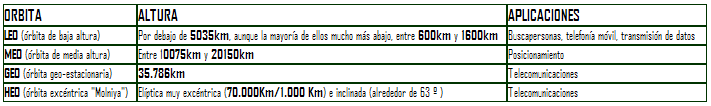 ORBITA ALTURA APLICACIONES
LEO (órbita de baja altura) Por debajo de 5035km, aunque la mayoría de ellos mucho más abajo, entre 600km y 1600km Buscapersonas, telefonía móvil, transmisión de datos
MEO (órbita de media altura) Entre 10075km y 20150km Posicionamiento
GEO (órbita geo-estacionaria) 35.786km Telecomunicaciones
HEO (órbita excéntrica "Molniya") Elíptica muy excéntrica (70.000Km/1.000 Km) e inclinada (alrededor de 63 º ) Telecomunicaciones